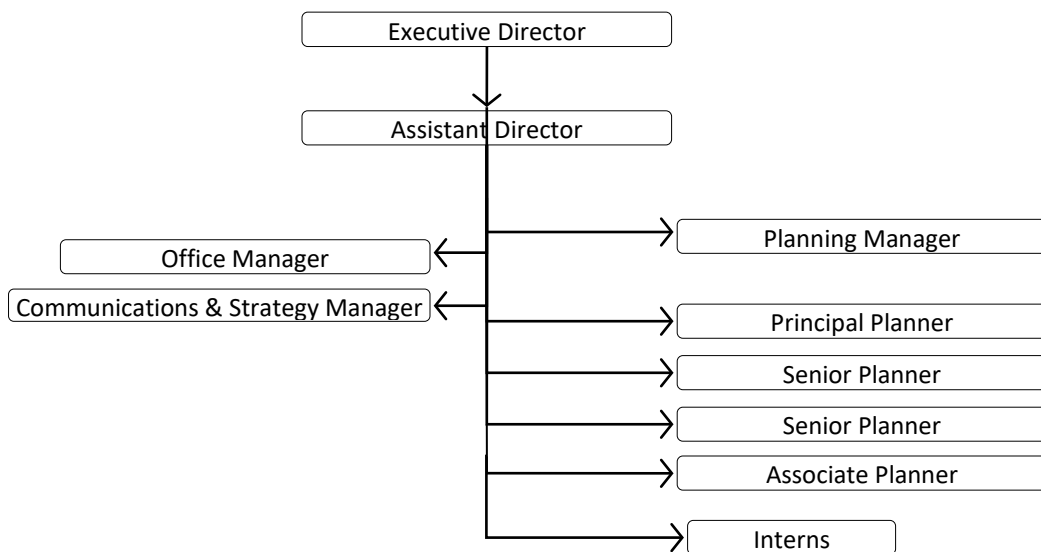 Executive Director
Assistant Director
Planning Manager
Office Manager
Communications & Strategy Manager
Principal Planner
Senior Planner
Senior Planner
Associate Planner
Interns